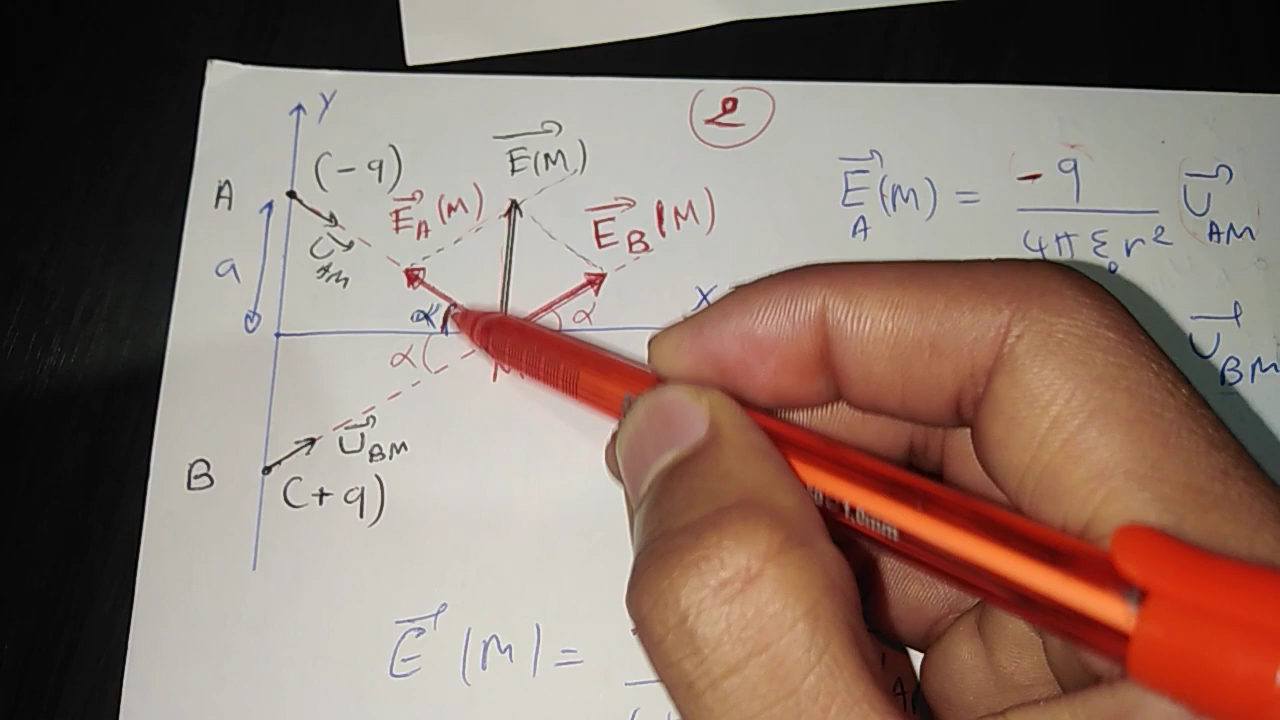 2
y
(-q)
E(M)
A
E_A(M)
E_B(M)
E_A(M) = -q / 4πε₀r² U_AM
U_AM
a
α
α
x
α
M
U_BM
U_BM
B
(+q)
E(M) =